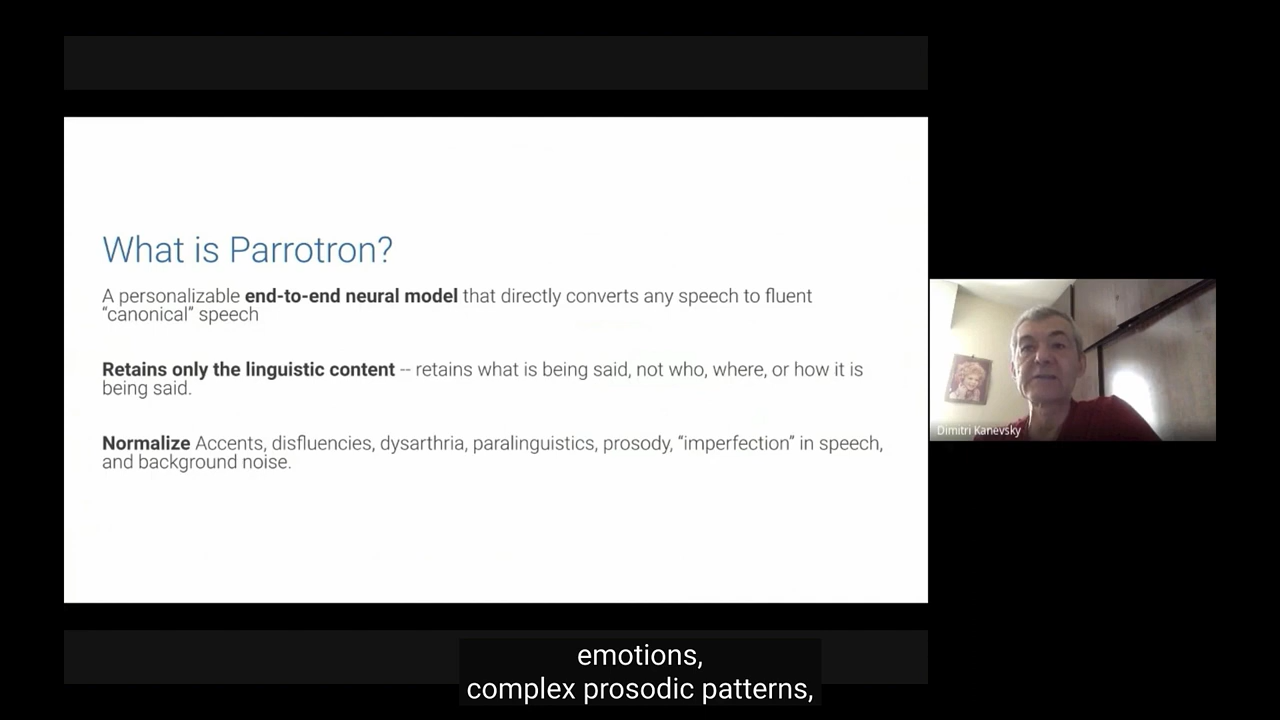 What is Parrotron?
A personalizable end-to-end neural model that directly converts any speech to fluent
“canonical” speech
Retains only the linguistic content -- retains what is being said, not who, where, or how it is
being said.
Normalize Accents, disfluencies, dysarthria, paralinguistics, prosody, “imperfection” in speech,
and background noise.
Dimitri Kanevsky
emotions,
complex prosodic patterns,